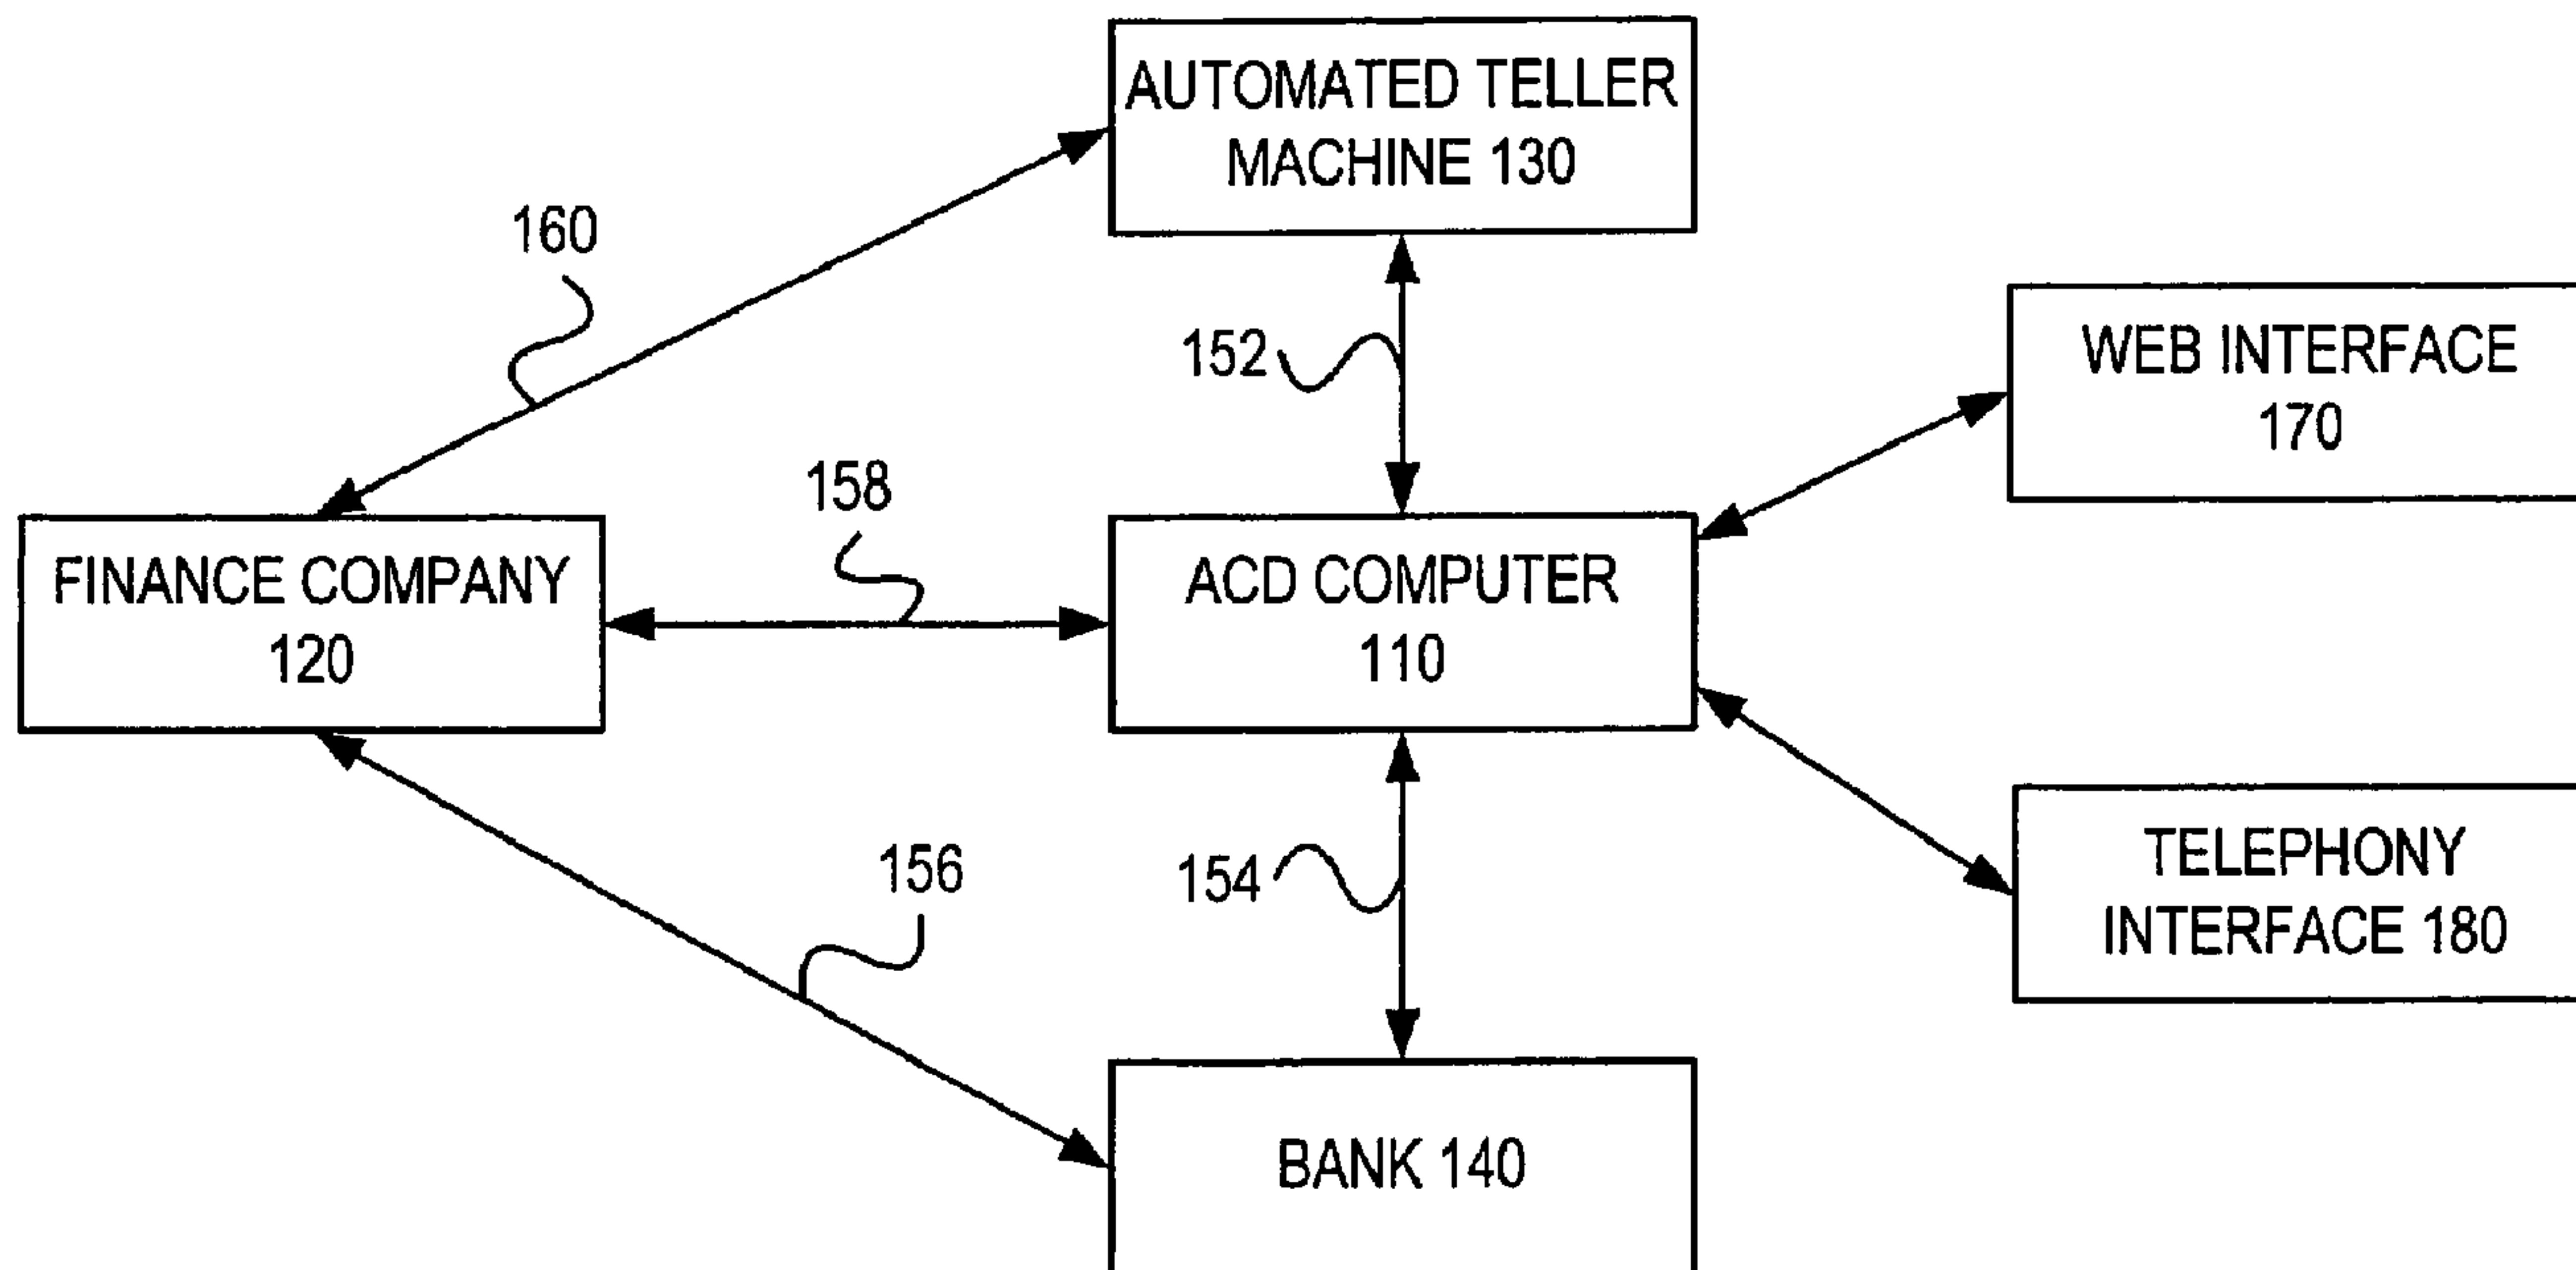 AUTOMATED TELLER
MACHINE 130
160
152
WEB INTERFACE
170
158
FINANCE COMPANY
120
ACD COMPUTER
110
156
154
TELEPHONY
INTERFACE 180
BANK 140